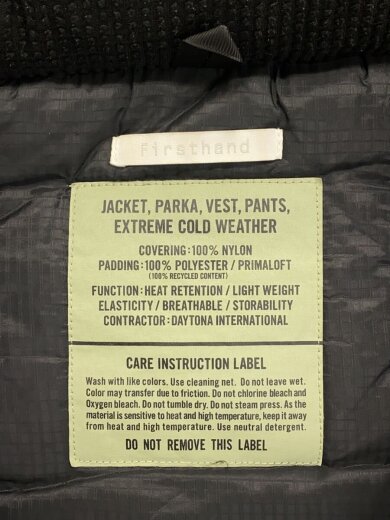 firsthand
JACKET, PARKA, VEST, PANTS,
EXTREME COLD WEATHER
COVERING:100% NYLON
PADDING:100% POLYESTER / PRIMALOFT
(100% RECYCLED CONTENT)
FUNCTION:HEAT RETENTION / LIGHT WEIGHT
ELASTICITY / BREATHABLE / STORABILITY
CONTRACTOR:DAYTONA INTERNATIONAL
CARE INSTRUCTION LABEL
Wash with like colors. Use cleaning net. Do not leave wet.
Color may transfer due to friction. Do not chlorine bleach and
Oxygen bleach. Do not tumble dry. Do not steam press. As the
material is sensitive to heat and high temperature, keep it away
from heat and high temperature. Use neutral detergent.
DO NOT REMOVE THIS LABEL